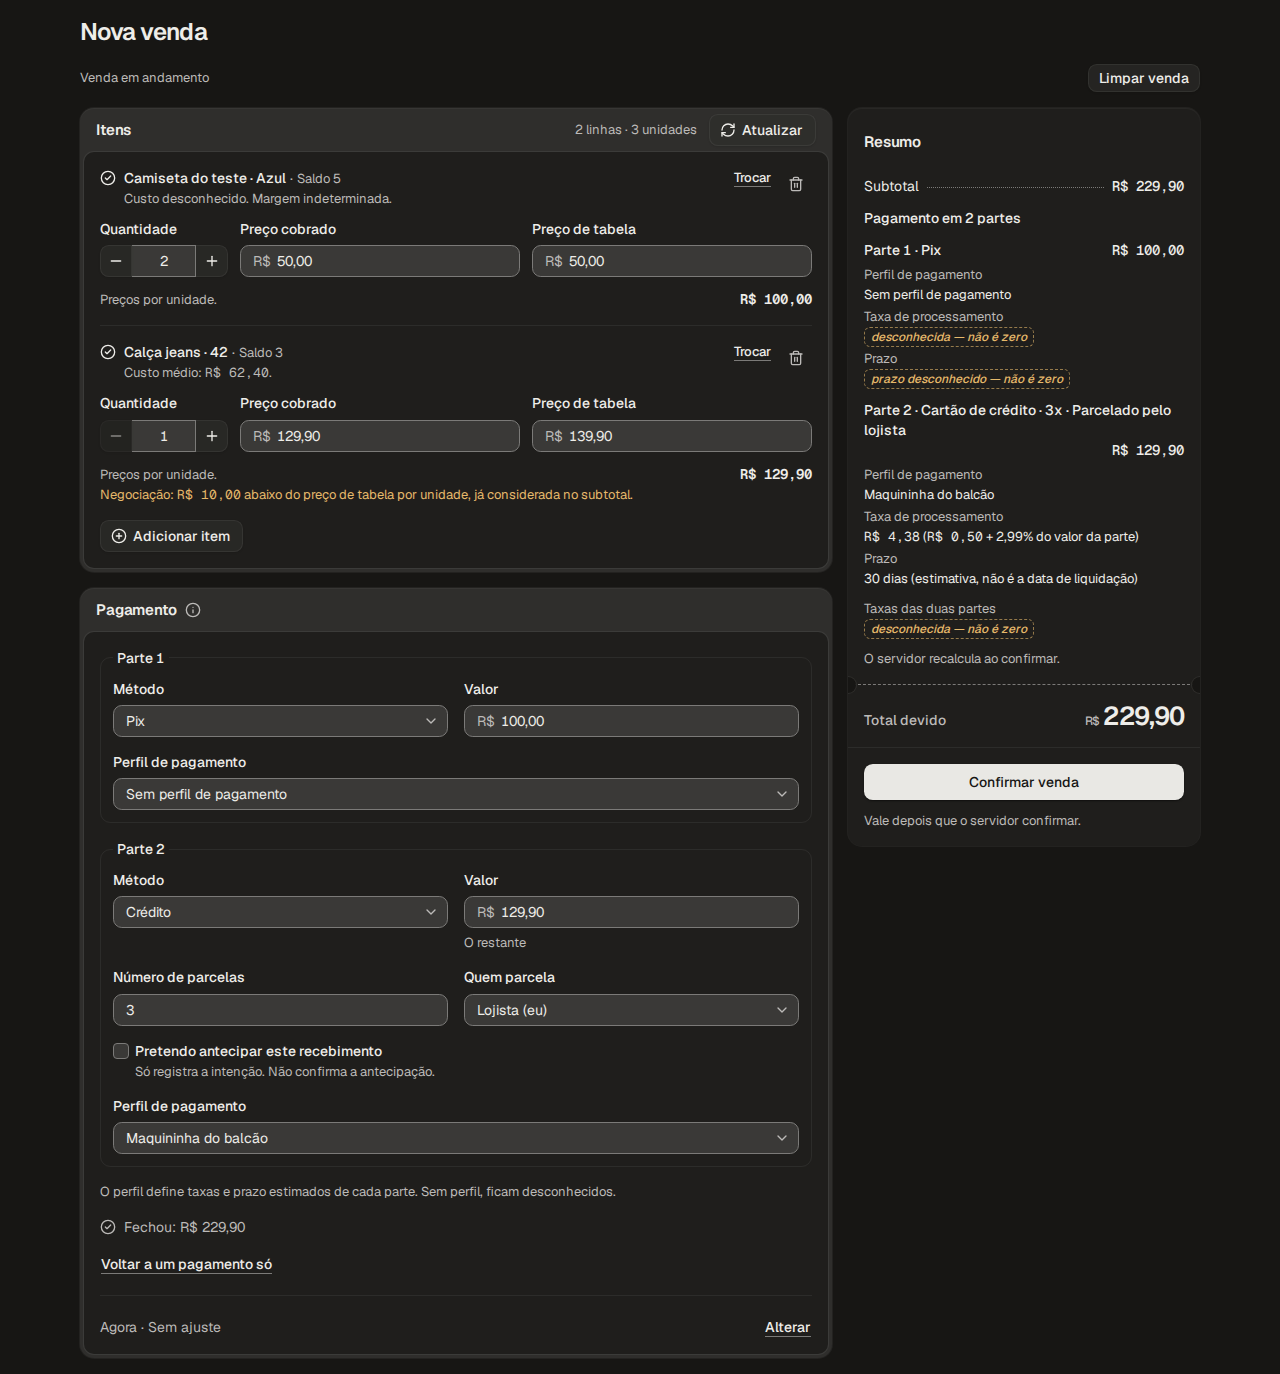 Nova venda
Venda em andamento
Limpar venda
Itens
2 linhas · 3 unidades
Atualizar
Camiseta do teste · Azul · Saldo 5
Trocar
Custo desconhecido. Margem indeterminada.
Quantidade
Preço cobrado
Preço de tabela
2
R$ 50,00
R$ 50,00
Preços por unidade.
R$ 100,00
Calça jeans · 42 · Saldo 3
Trocar
Custo médio: R$ 62,40.
Quantidade
Preço cobrado
Preço de tabela
1
R$ 129,90
R$ 139,90
Preços por unidade.
R$ 129,90
Negociação: R$ 10,00 abaixo do preço de tabela por unidade, já considerada no subtotal.
Adicionar item
Pagamento
Parte 1
Método
Valor
Pix
R$ 100,00
Perfil de pagamento
Sem perfil de pagamento
Parte 2
Método
Valor
Crédito
R$ 129,90
O restante
Número de parcelas
Quem parcela
3
Lojista (eu)
Pretendo antecipar este recebimento
Só registra a intenção. Não confirma a antecipação.
Perfil de pagamento
Maquininha do balcão
O perfil define taxas e prazo estimados de cada parte. Sem perfil, ficam desconhecidos.
Fechou: R$ 229,90
Voltar a um pagamento só
Agora · Sem ajuste
Alterar
Resumo
Subtotal
R$ 229,90
Pagamento em 2 partes
Parte 1 · Pix
R$ 100,00
Perfil de pagamento
Sem perfil de pagamento
Taxa de processamento
desconhecida — não é zero
Prazo
prazo desconhecido — não é zero
Parte 2 · Cartão de crédito · 3x · Parcelado pelo
lojista
R$ 129,90
Perfil de pagamento
Maquininha do balcão
Taxa de processamento
R$ 4,38 (R$ 0,50 + 2,99% do valor da parte)
Prazo
30 dias (estimativa, não é a data de liquidação)
Taxas das duas partes
desconhecida — não é zero
O servidor recalcula ao confirmar.
Total devido
R$ 229,90
Confirmar venda
Vale depois que o servidor confirmar.